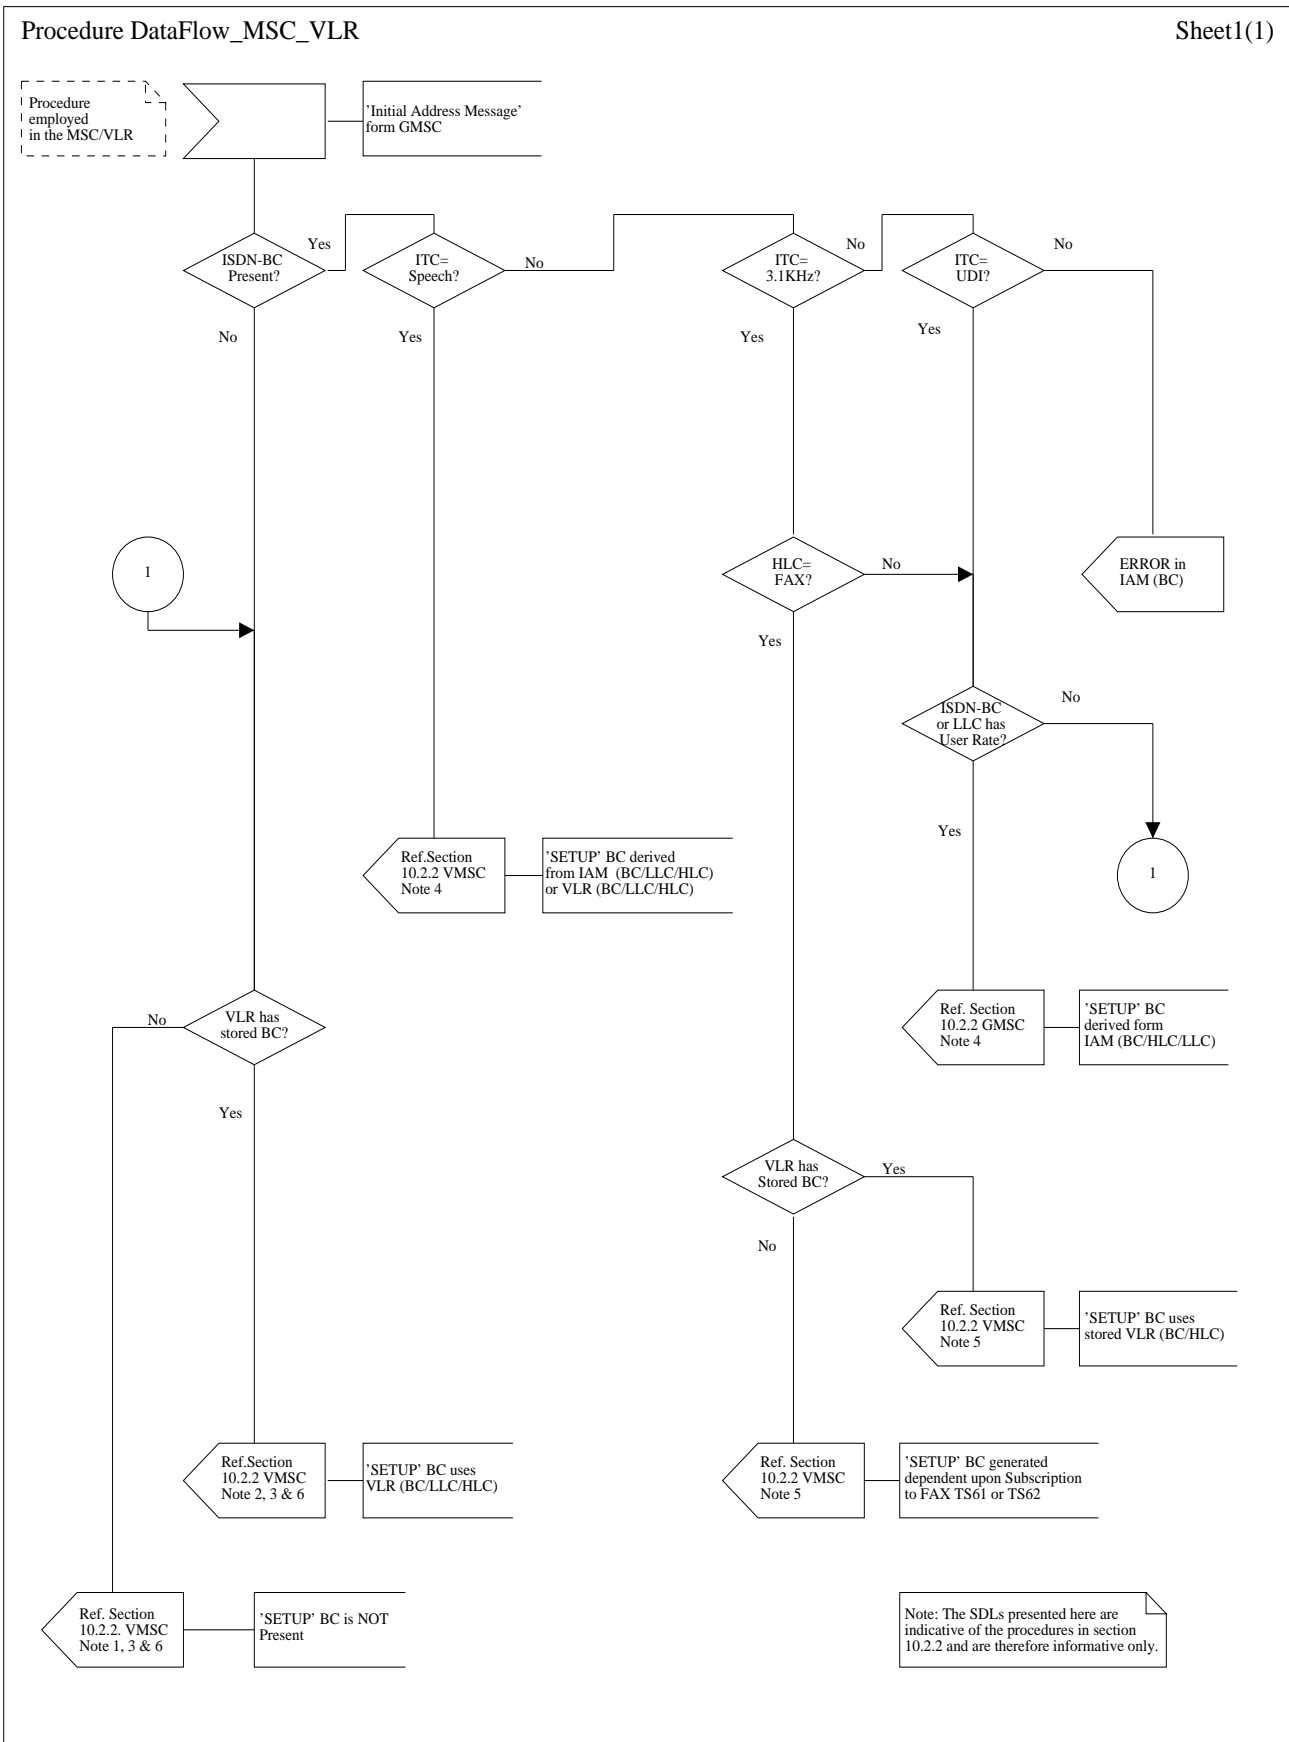 Procedure DataFlow_MSC_VLR
Sheet1(1)
Procedure
employed
in the MSC/VLR
'Initial Address Message'
form GMSC
ISDN-BC
Present?
Yes
No
ITC=
Speech?
No
Yes
ITC=
3.1KHz?
No
Yes
ITC=
UDI?
No
Yes
1
HLC=
FAX?
No
Yes
ERROR in
IAM (BC)
ISDN-BC
or LLC has
User Rate?
No
Yes
Ref.Section
10.2.2 VMSC
Note 4
'SETUP' BC derived
from IAM (BC/LLC/HLC)
or VLR (BC/LLC/HLC)
1
VLR has
stored BC?
No
Yes
Ref. Section
10.2.2 GMSC
Note 4
'SETUP' BC
derived form
IAM (BC/HLC/LLC)
VLR has
Stored BC?
Yes
No
Ref. Section
10.2.2 VMSC
Note 5
'SETUP' BC uses
stored VLR (BC/HLC)
Ref.Section
10.2.2 VMSC
Note 2, 3 & 6
'SETUP' BC uses
VLR (BC/LLC/HLC)
Ref. Section
10.2.2 VMSC
Note 5
'SETUP' BC generated
dependent upon Subscription
to FAX TS61 or TS62
Ref. Section
10.2.2. VMSC
Note 1, 3 & 6
'SETUP' BC is NOT
Present
Note: The SDLs presented here are
indicative of the procedures in section
10.2.2 and are therefore informative only.